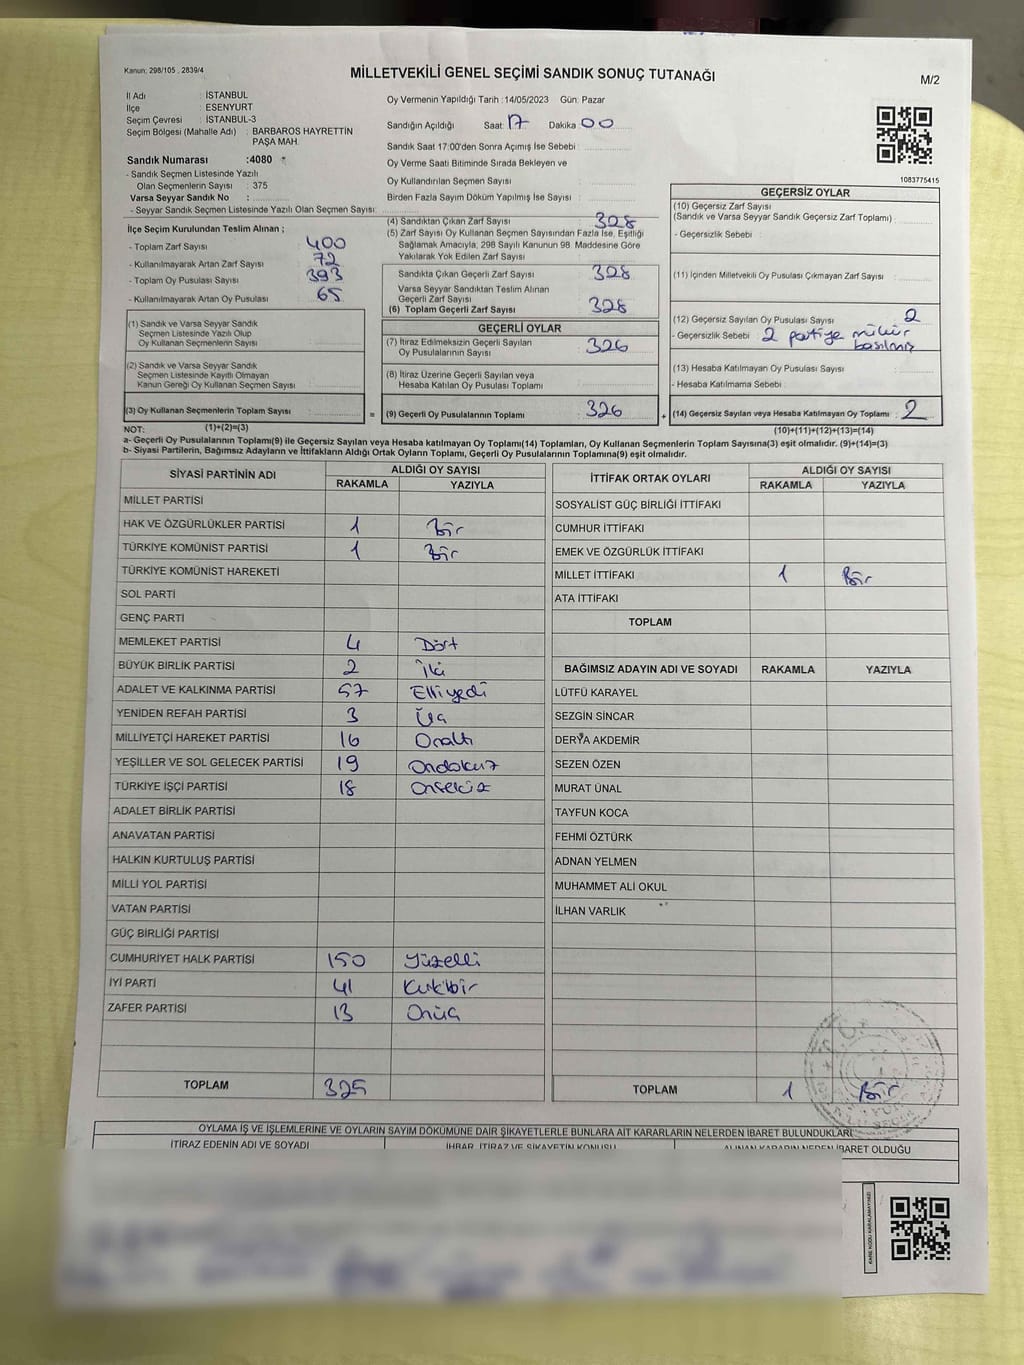 Kanun: 298/105 , 2839/4
MİLLETVEKİLİ GENEL SEÇİMİ SANDIK SONUÇ TUTANAĞI
M/2
İl Adı : İSTANBUL
İlçe : ESENYURT
Seçim Çevresi : İSTANBUL-3
Seçim Bölgesi (Mahalle Adı) : BARBAROS HAYRETTİN
PAŞA MAH.
Sandık Numarası :4080
- Sandık Seçmen Listesinde Yazılı
Olan Seçmenlerin Sayısı : 375
Varsa Seyyar Sandık No :
- Seyyar Sandık Seçmen Listesinde Yazılı Olan Seçmen Sayısı:
İlçe Seçim Kurulundan Teslim Alınan ;
- Toplam Zarf Sayısı : 400
- Kullanılmayarak Artan Zarf Sayısı : 72
- Toplam Oy Pusulası Sayısı : 393
- Kullanılmayarak Artan Oy Pusulası : 65
Oy Vermenin Yapıldığı Tarih :14/05/2023 Gün: Pazar
Sandığın Açıldığı Saat: 17 Dakika: 00
Sandık Saat 17:00'den Sonra Açımış İse Sebebi :
Oy Verme Saati Bitiminde Sırada Bekleyen ve
Oy Kullandırılan Seçmen Sayısı :
Birden Fazla Sayım Döküm Yapılmış İse Sayısı :
(4) Sandıktan Çıkan Zarf Sayısı : 328
(5) Zarf Sayısı Oy Kullanan Seçmen Sayısından Fazla İse, Eşitliği
Sağlamak Amacıyla, 298 Sayılı Kanunun 98. Maddesine Göre
Yakılarak Yok Edilen Zarf Sayısı :
Sandıkta Çıkan Geçerli Zarf Sayısı : 328
Varsa Seyyar Sandıktan Teslim Alınan
Geçerli Zarf Sayısı :
(6) Toplam Geçerli Zarf Sayısı : 328
1083775415
GEÇERSİZ OYLAR
(10) Geçersiz Zarf Sayısı
(Sandık ve Varsa Seyyar Sandık Geçersiz Zarf Toplamı) :
- Geçersizlik Sebebi :
(11) İçinden Milletvekili Oy Pusulası Çıkmayan Zarf Sayısı :
(12) Geçersiz Sayılan Oy Pusulası Sayısı : 2
- Geçersizlik Sebebi : 2 partiye mühür
basılmış
(13) Hesaba Katılmayan Oy Pusulası Sayısı :
- Hesaba Katılmama Sebebi :
(14) Geçersiz Sayılan veya Hesaba Katılmayan Oy Toplamı : 2
(10)+(11)+(12)+(13)=(14)
(1) Sandık ve Varsa Seyyar Sandık
Seçmen Listesinde Yazılı Olup
Oy Kullanan Seçmenlerin Sayısı :
(2) Sandık ve Varsa Seyyar Sandık
Seçmen Listesinde Kayıtlı Olmayan
Kanun Gereği Oy Kullanan Seçmen Sayısı :
(3) Oy Kullanan Seçmenlerin Toplam Sayısı :
(1)+(2)=(3)
GEÇERLİ OYLAR
(7) İtiraz Edilmeksizin Geçerli Sayılan
Oy Pusulalarının Sayısı : 326
(8) İtiraz Üzerine Geçerli Sayılan veya
Hesaba Katılan Oy Pusulası Toplamı :
= (9) Geçerli Oy Pusulalarının Toplamı : 326 +
NOT:
a- Geçerli Oy Pusulalarının Toplamı(9) ile Geçersiz Sayılan veya Hesaba katılmayan Oy Toplamı(14) Toplamları, Oy Kullanan Seçmenlerin Toplam Sayısına(3) eşit olmalıdır. (9)+(14)=(3)
b- Siyasi Partilerin, Bağımsız Adayların ve İttifakların Aldığı Ortak Oyların Toplamı, Geçerli Oy Pusulalarının Toplamına(9) eşit olmalıdır.
SİYASİ PARTİNİN ADI ALDIĞI OY SAYISI
RAKAMLA YAZIYLA
MİLLET PARTİSİ
HAK VE ÖZGÜRLÜKLER PARTİSİ 1 Bir
TÜRKİYE KOMÜNİST PARTİSİ 1 Bir
TÜRKİYE KOMÜNİST HAREKETİ
SOL PARTİ
GENÇ PARTİ
MEMLEKET PARTİSİ 4 Dört
BÜYÜK BİRLİK PARTİSİ 2 İki
ADALET VE KALKINMA PARTİSİ 57 Elliyedi
YENİDEN REFAH PARTİSİ 3 Üç
MİLLİYETÇİ HAREKET PARTİSİ 16 Onaltı
YEŞİLLER VE SOL GELECEK PARTİSİ 19 Ondokuz
TÜRKİYE İŞÇİ PARTİSİ 18 Onsekiz
ADALET BİRLİK PARTİSİ
ANAVATAN PARTİSİ
HALKIN KURTULUŞ PARTİSİ
MİLLİ YOL PARTİSİ
VATAN PARTİSİ
GÜÇ BİRLİĞİ PARTİSİ
CUMHURİYET HALK PARTİSİ 150 Yüzelli
İYİ PARTİ 41 Kırkbir
ZAFER PARTİSİ 13 Onüç
TOPLAM 325
İTTİFAK ORTAK OYLARI ALDIĞI OY SAYISI
RAKAMLA YAZIYLA
SOSYALİST GÜÇ BİRLİĞİ İTTİFAKI
CUMHUR İTTİFAKI
EMEK VE ÖZGÜRLÜK İTTİFAKI
MİLLET İTTİFAKI 1 Bir
ATA İTTİFAKI
TOPLAM
BAĞIMSIZ ADAYIN ADI VE SOYADI RAKAMLA YAZIYLA
LÜTFÜ KARAYEL
SEZGİN SİNCAR
DERYA AKDEMİR
SEZEN ÖZEN
MURAT ÜNAL
TAYFUN KOCA
FEHMİ ÖZTÜRK
ADNAN YELMEN
MUHAMMET ALİ OKUL
İLHAN VARLIK
TOPLAM 1 Bir
OYLAMA İŞ VE İŞLEMLERİNE VE OYLARIN SAYIM DÖKÜMÜNE DAİR ŞİKAYETLERLE BUNLARA AİT KARARLARIN NELERDEN İBARET BULUNDUKLARI
İTİRAZ EDENİN ADI VE SOYADI İHBAR, İTİRAZ VE ŞİKAYETİN KONUSU ALINAN KARARIN NEDEN İBARET OLDUĞU
KARE KODU KARALAMAYINIZ!